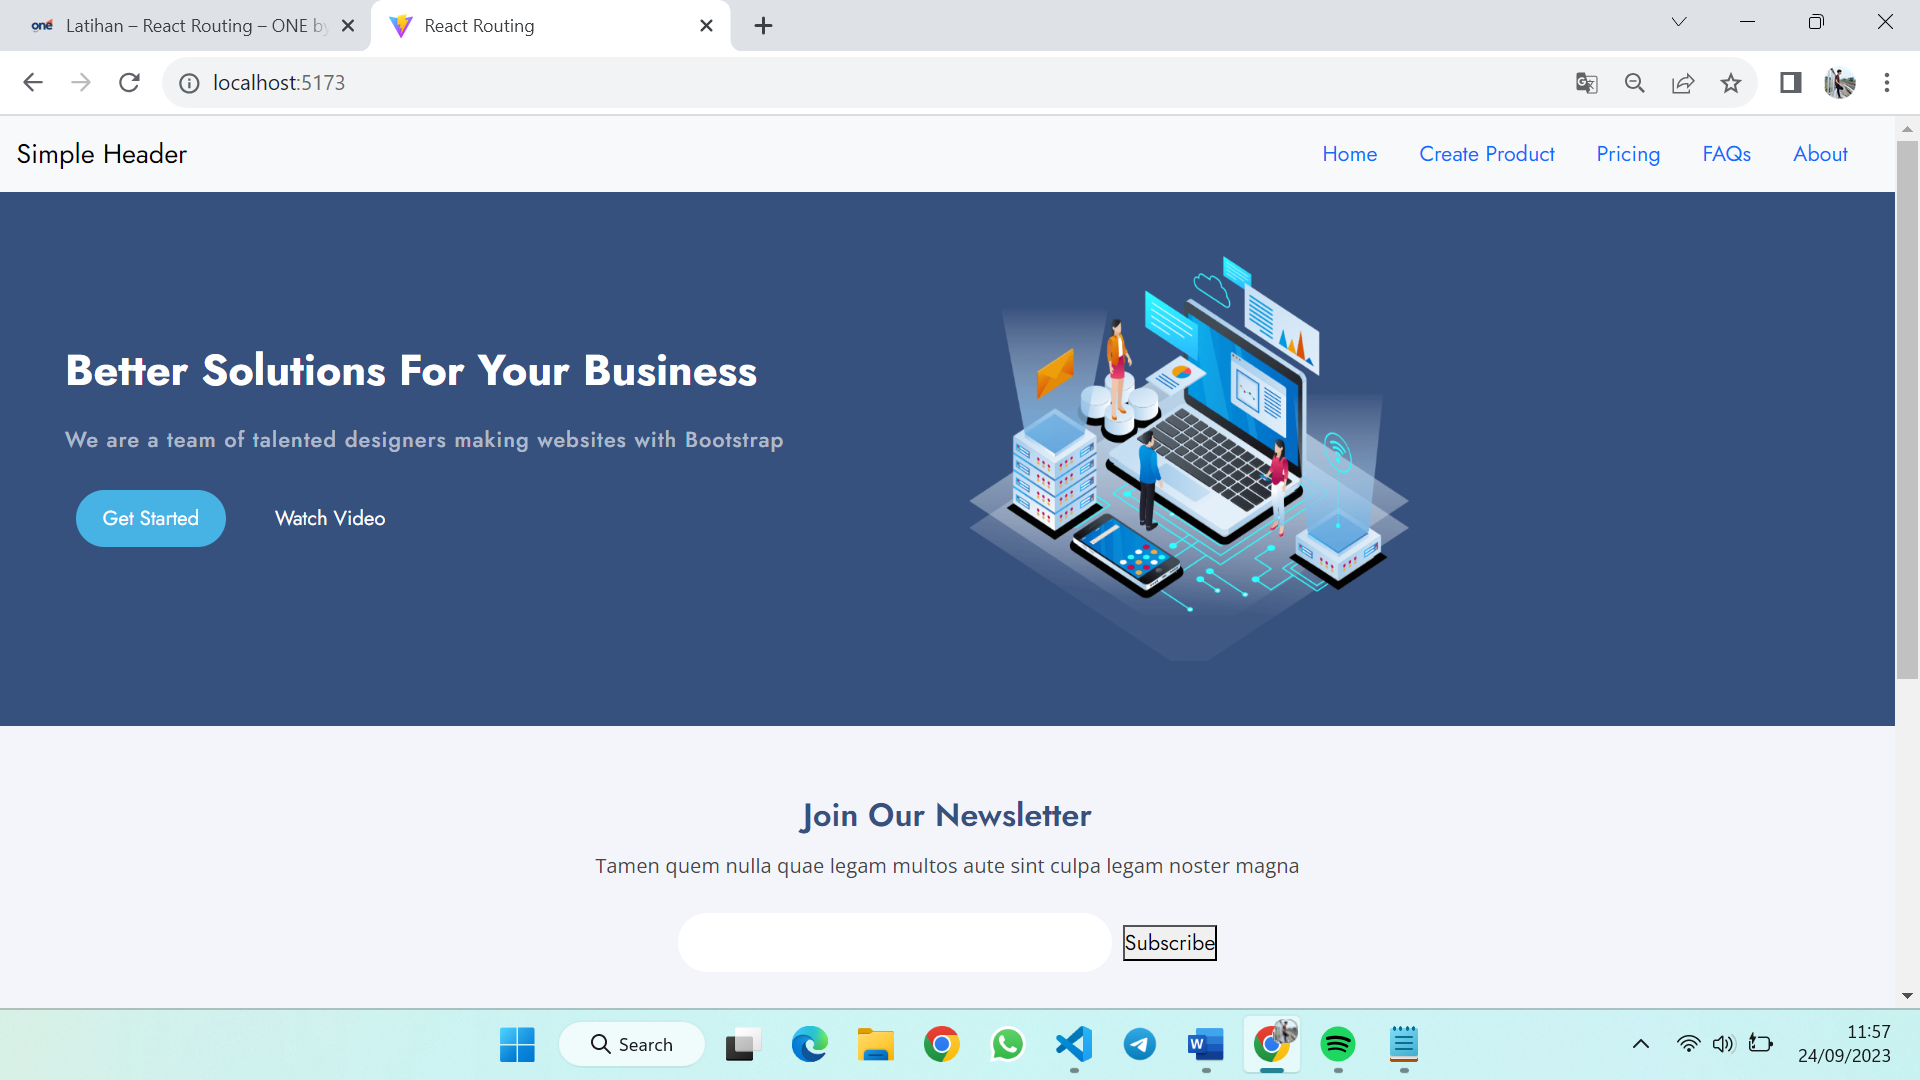 one Latihan – React Routing – ONE by
React Routing
localhost:5173
Simple Header
Home Create Product Pricing FAQs About
Better Solutions For Your Business
We are a team of talented designers making websites with Bootstrap
Get Started Watch Video
Join Our Newsletter
Tamen quem nulla quae legam multos aute sint culpa legam noster magna
Subscribe
Search
11:57
24/09/2023